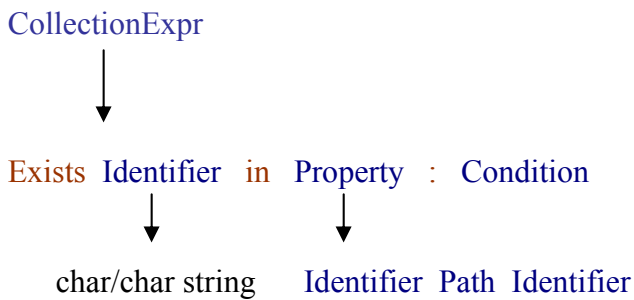 CollectionExpr
Exists Identifier in Property : Condition
char/char string Identifier Path Identifier